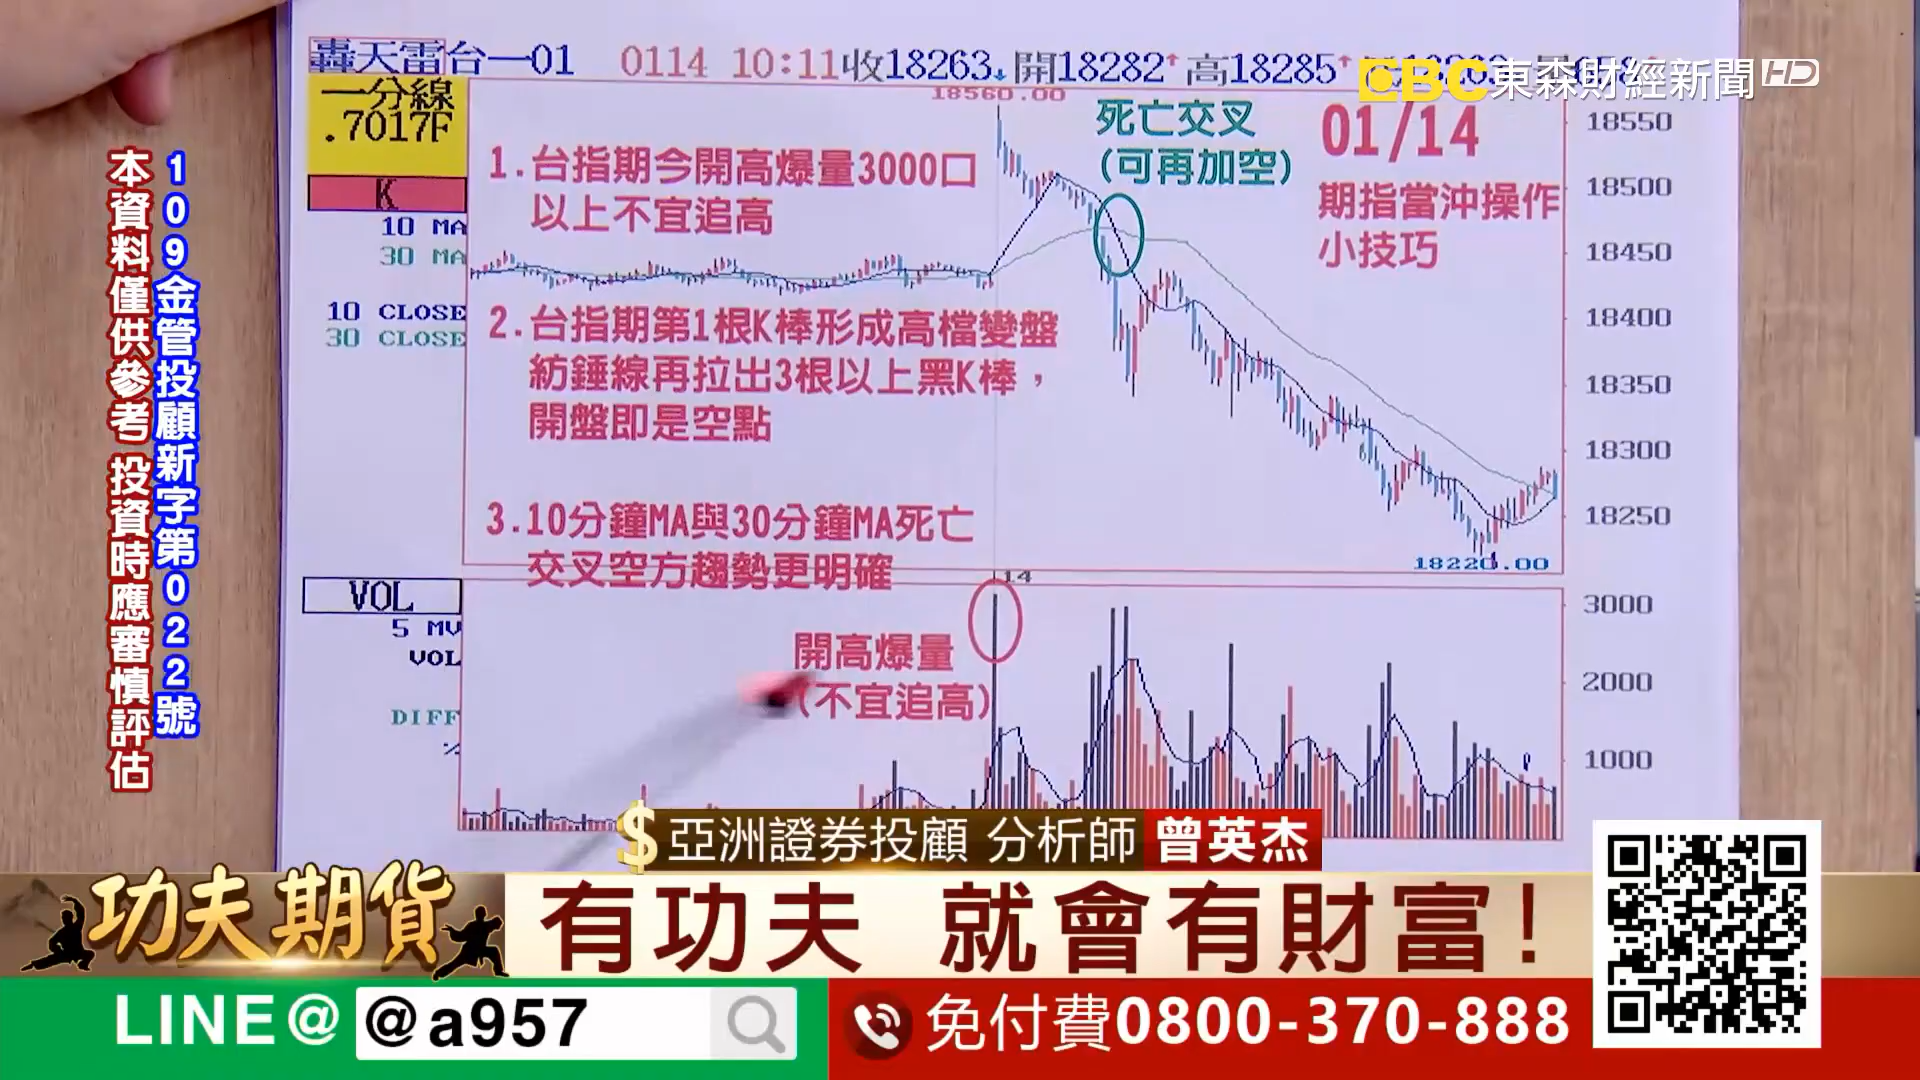 轟天雷台一01 0114 10:11收18263↓開18282↑高18285↑
EBC東森財經新聞HD
一分線
.7017F
K
10 MA
30 MA
10 CLOSE
30 CLOSE
18560.00
死亡交叉
(可再加空)
01/14
期指當沖操作
小技巧
1.台指期今開高爆量3000口
以上不宜追高
2.台指期第1根K棒形成高檔變盤
紡錘線再拉出3根以上黑K棒，
開盤即是空點
3.10分鐘MA與30分鐘MA死亡
交叉空方趨勢更明確
18550
18500
18450
18400
18350
18300
18250
18220.00
14
VOL
5 MV
VOL
DIFF
%
開高爆量
(不宜追高)
3000
2000
1000
109金管投顧新字第022號
本資料僅供參考 投資時應審慎評估
$亞洲證券投顧 分析師 曾英杰
功夫期貨
有功夫 就會有財富!
LINE@ @a957
免付費0800-370-888